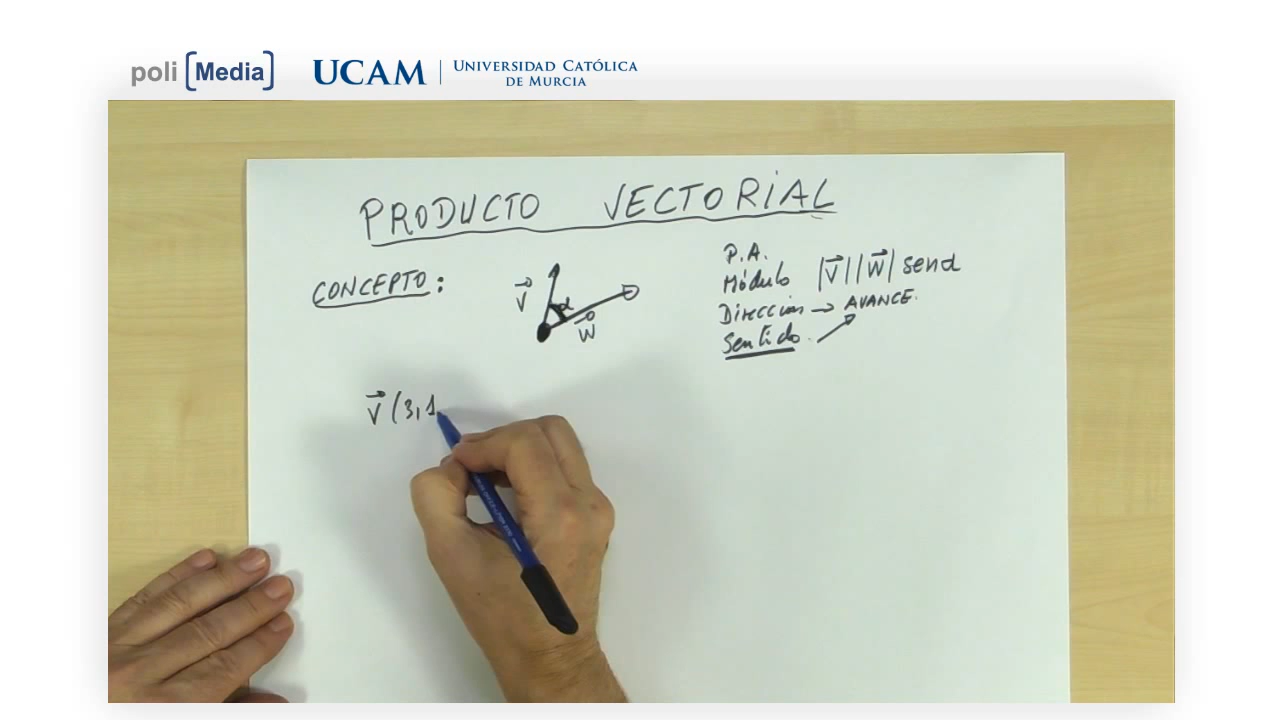 poli [Media] UCAM UNIVERSIDAD CATÓLICA
DE MURCIA
PRODUCTO VECTORIAL
CONCEPTO:
V⃗ α W⃗
P.A.
Módulo |V⃗||W⃗| senα
Dirección → AVANCE.
Sentido.
V⃗ (3,1